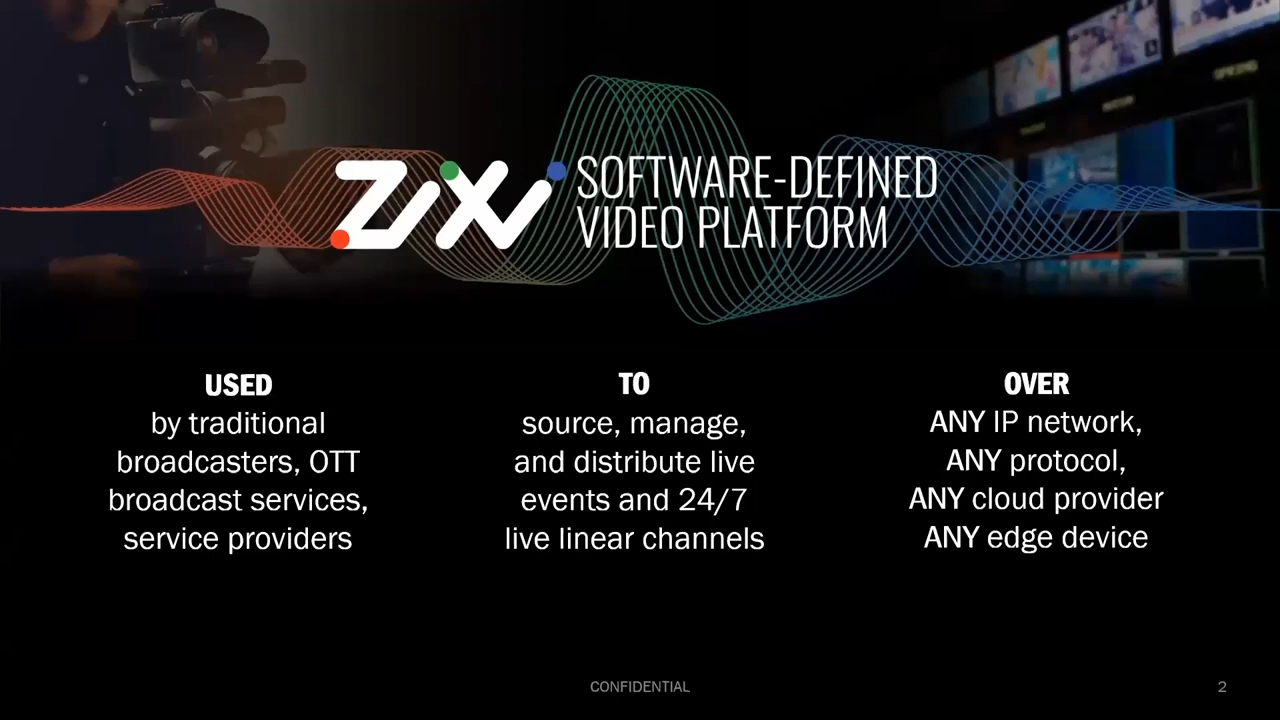 ZIXI
SOFTWARE-DEFINED
VIDEO PLATFORM
USED
by traditional
broadcasters, OTT
broadcast services,
service providers
TO
source, manage,
and distribute live
events and 24/7
live linear channels
OVER
ANY IP network,
ANY protocol,
ANY cloud provider
ANY edge device
CONFIDENTIAL
2